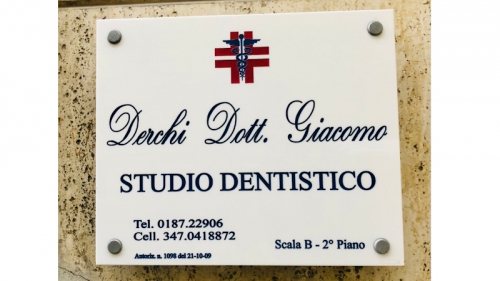 Derchi Dott. Giacomo
STUDIO DENTISTICO
Tel. 0187.22906
Cell. 347.0418872
Scala B - 2° Piano
Autoriz. n. 1098 del 21-10-09